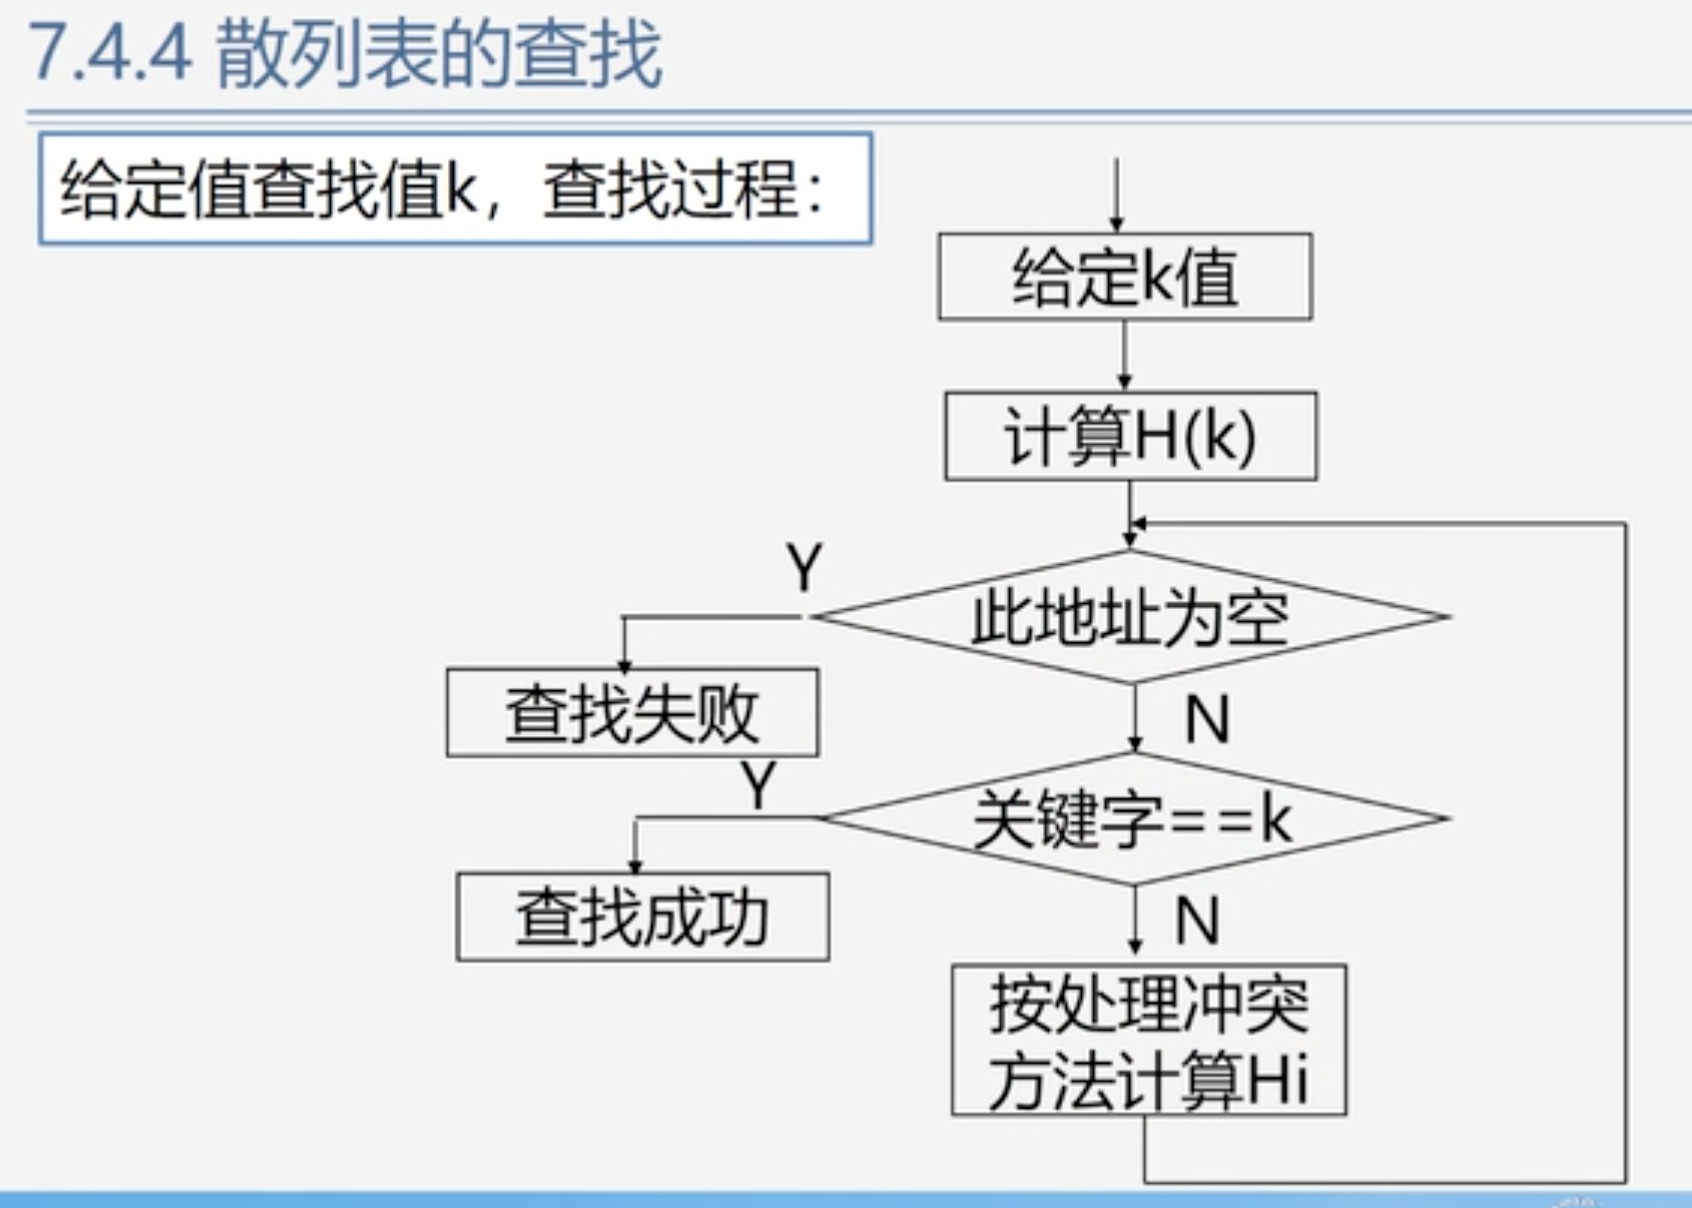 7.4.4 散列表的查找
给定值查找值k，查找过程：
给定k值
计算H(k)
Y
此地址为空
查找失败
N
Y
关键字==k
查找成功
N
按处理冲突
方法计算Hi